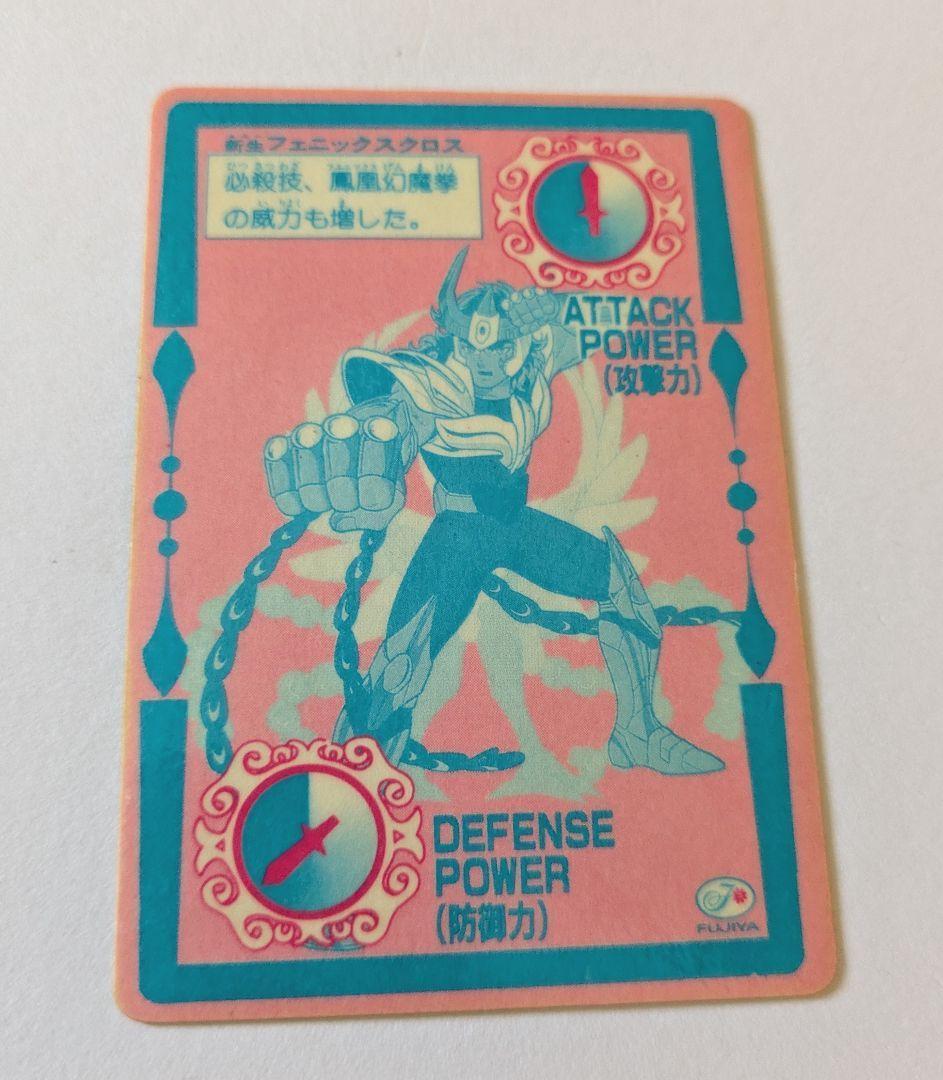 新生フェニックスクロス
必殺技、鳳凰幻魔拳
の威力も増した。
ATTACK
POWER
(攻撃力)
DEFENSE
POWER
(防御力)
FUJIYA